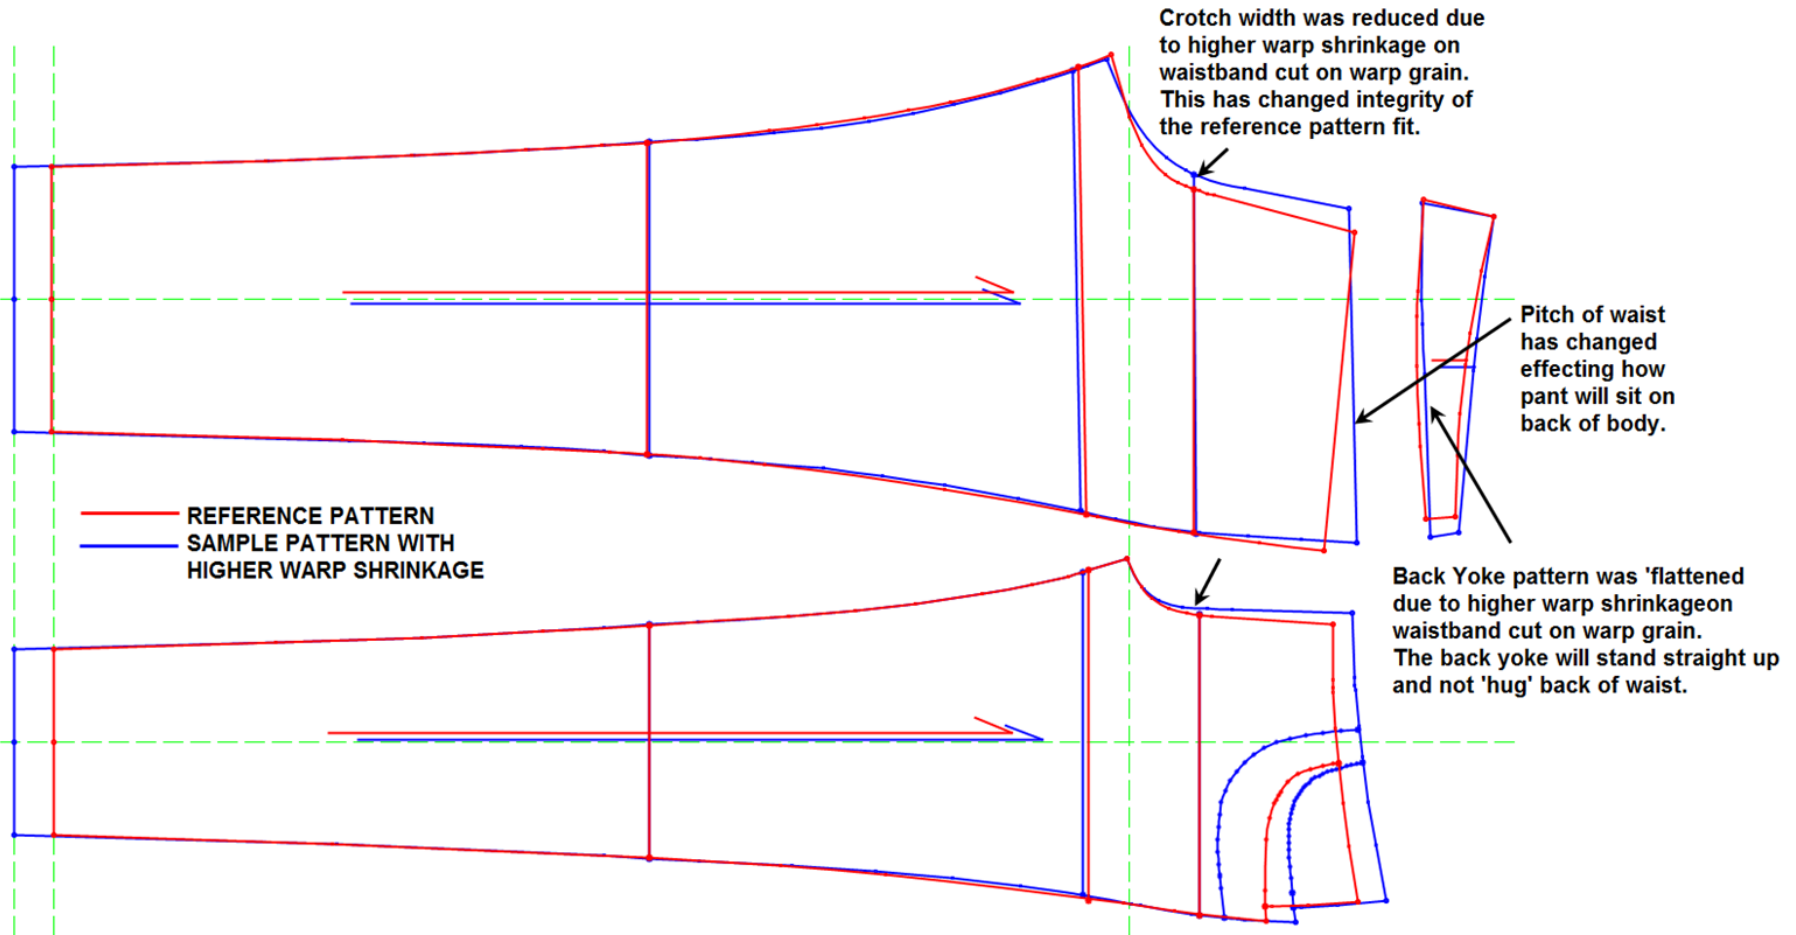 Crotch width was reduced due
to higher warp shrinkage on
waistband cut on warp grain.
This has changed integrity of
the reference pattern fit.
Pitch of waist
has changed
effecting how
pant will sit on
back of body.
REFERENCE PATTERN
SAMPLE PATTERN WITH
HIGHER WARP SHRINKAGE
Back Yoke pattern was 'flattened
due to higher warp shrinkageon
waistband cut on warp grain.
The back yoke will stand straight up
and not 'hug' back of waist.